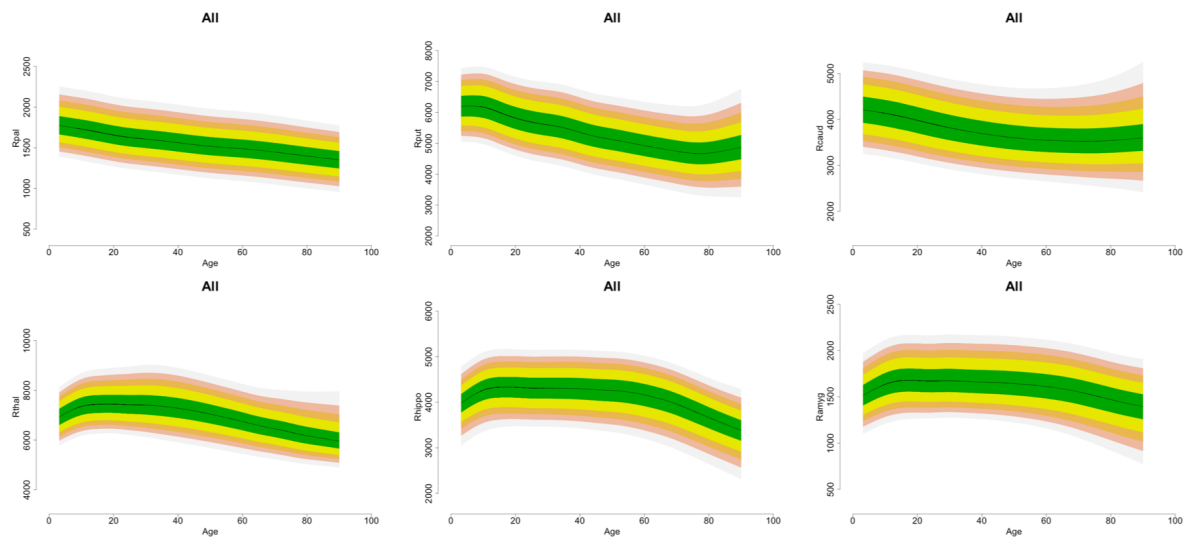 All All All
Rpal 2500 2000 1500 1000 500
0 20 40 60 80 100
Age
Rput 8000 7000 6000 5000 4000 3000 2000
0 20 40 60 80 100
Age
Rcaud 5000 4000 3000 2000
0 20 40 60 80 100
Age
All All All
Rthal 10000 8000 6000 4000
0 20 40 60 80 100
Age
Rhippo 6000 5000 4000 3000 2000
0 20 40 60 80 100
Age
Ramyg 2500 2000 1500 1000 500
0 20 40 60 80 100
Age